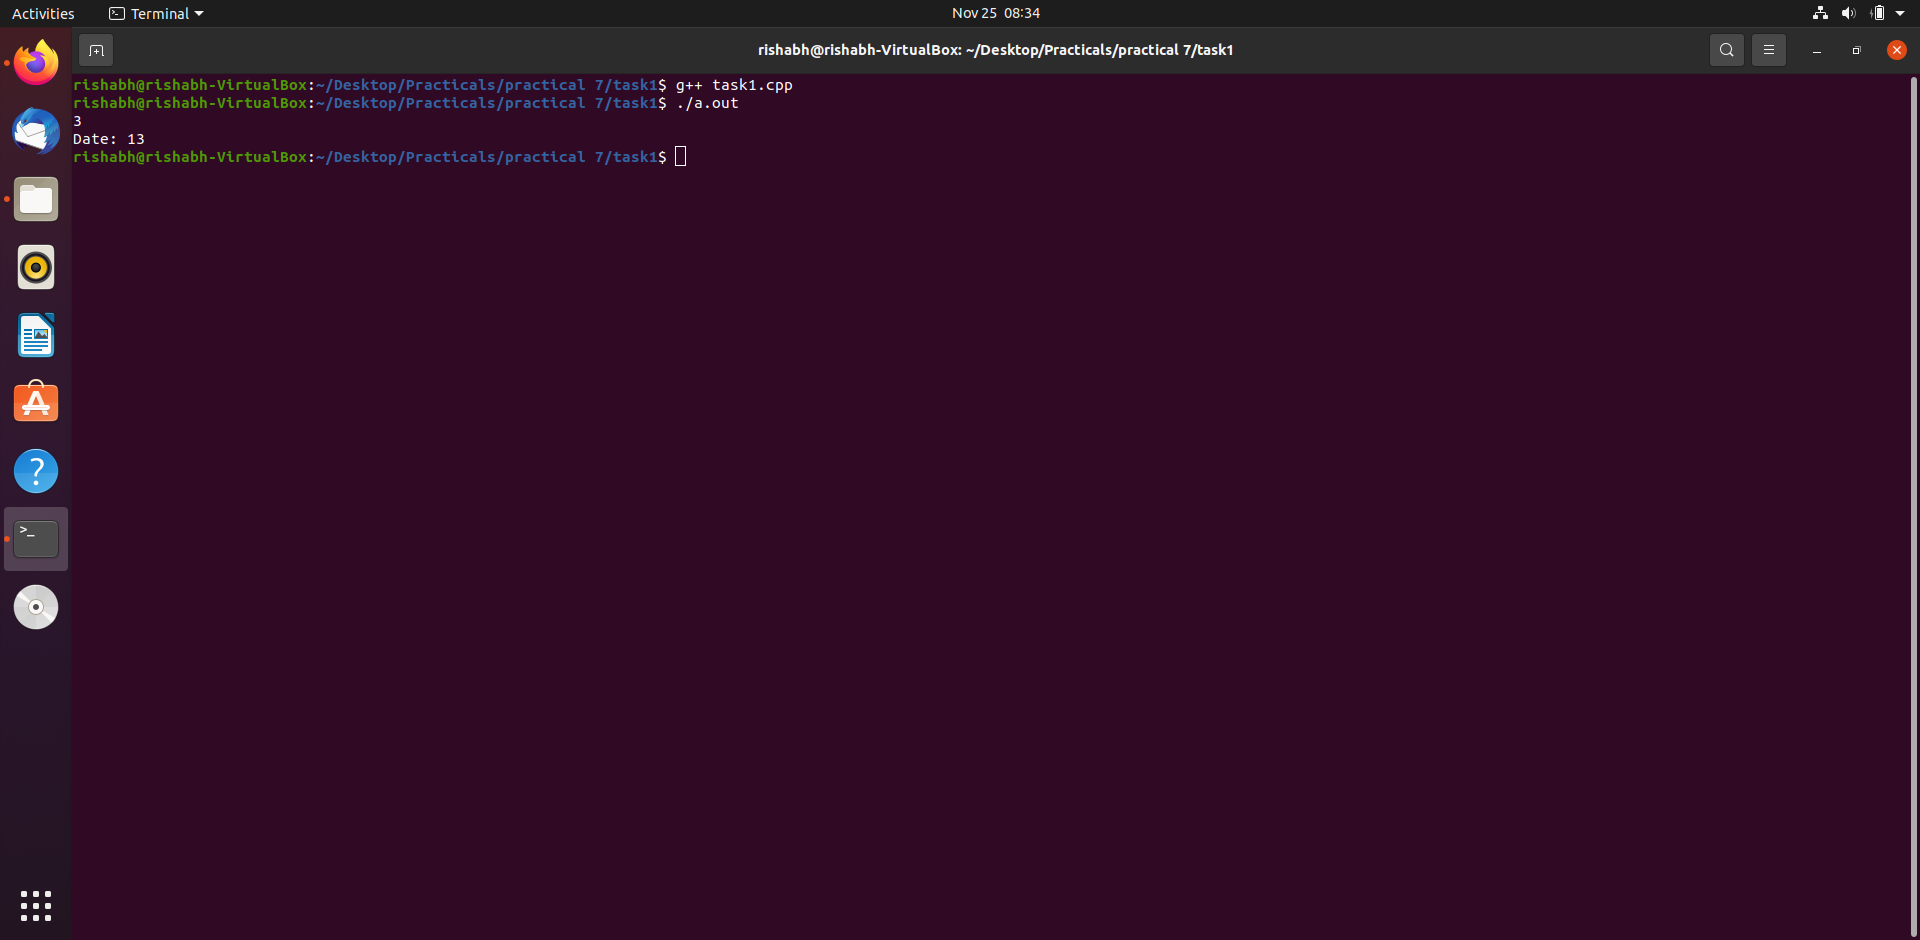 Activities
Terminal
Nov 25 08:34
rishabh@rishabh-VirtualBox: ~/Desktop/Practicals/practical 7/task1
rishabh@rishabh-VirtualBox:~/Desktop/Practicals/practical 7/task1$ g++ task1.cpp
rishabh@rishabh-VirtualBox:~/Desktop/Practicals/practical 7/task1$ ./a.out
3
Date: 13
rishabh@rishabh-VirtualBox:~/Desktop/Practicals/practical 7/task1$